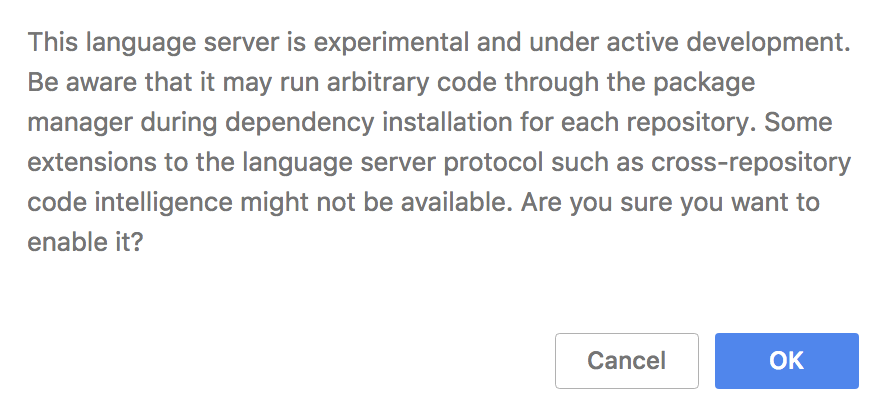 This language server is experimental and under active development.
Be aware that it may run arbitrary code through the package
manager during dependency installation for each repository. Some
extensions to the language server protocol such as cross-repository
code intelligence might not be available. Are you sure you want to
enable it?
Cancel
OK